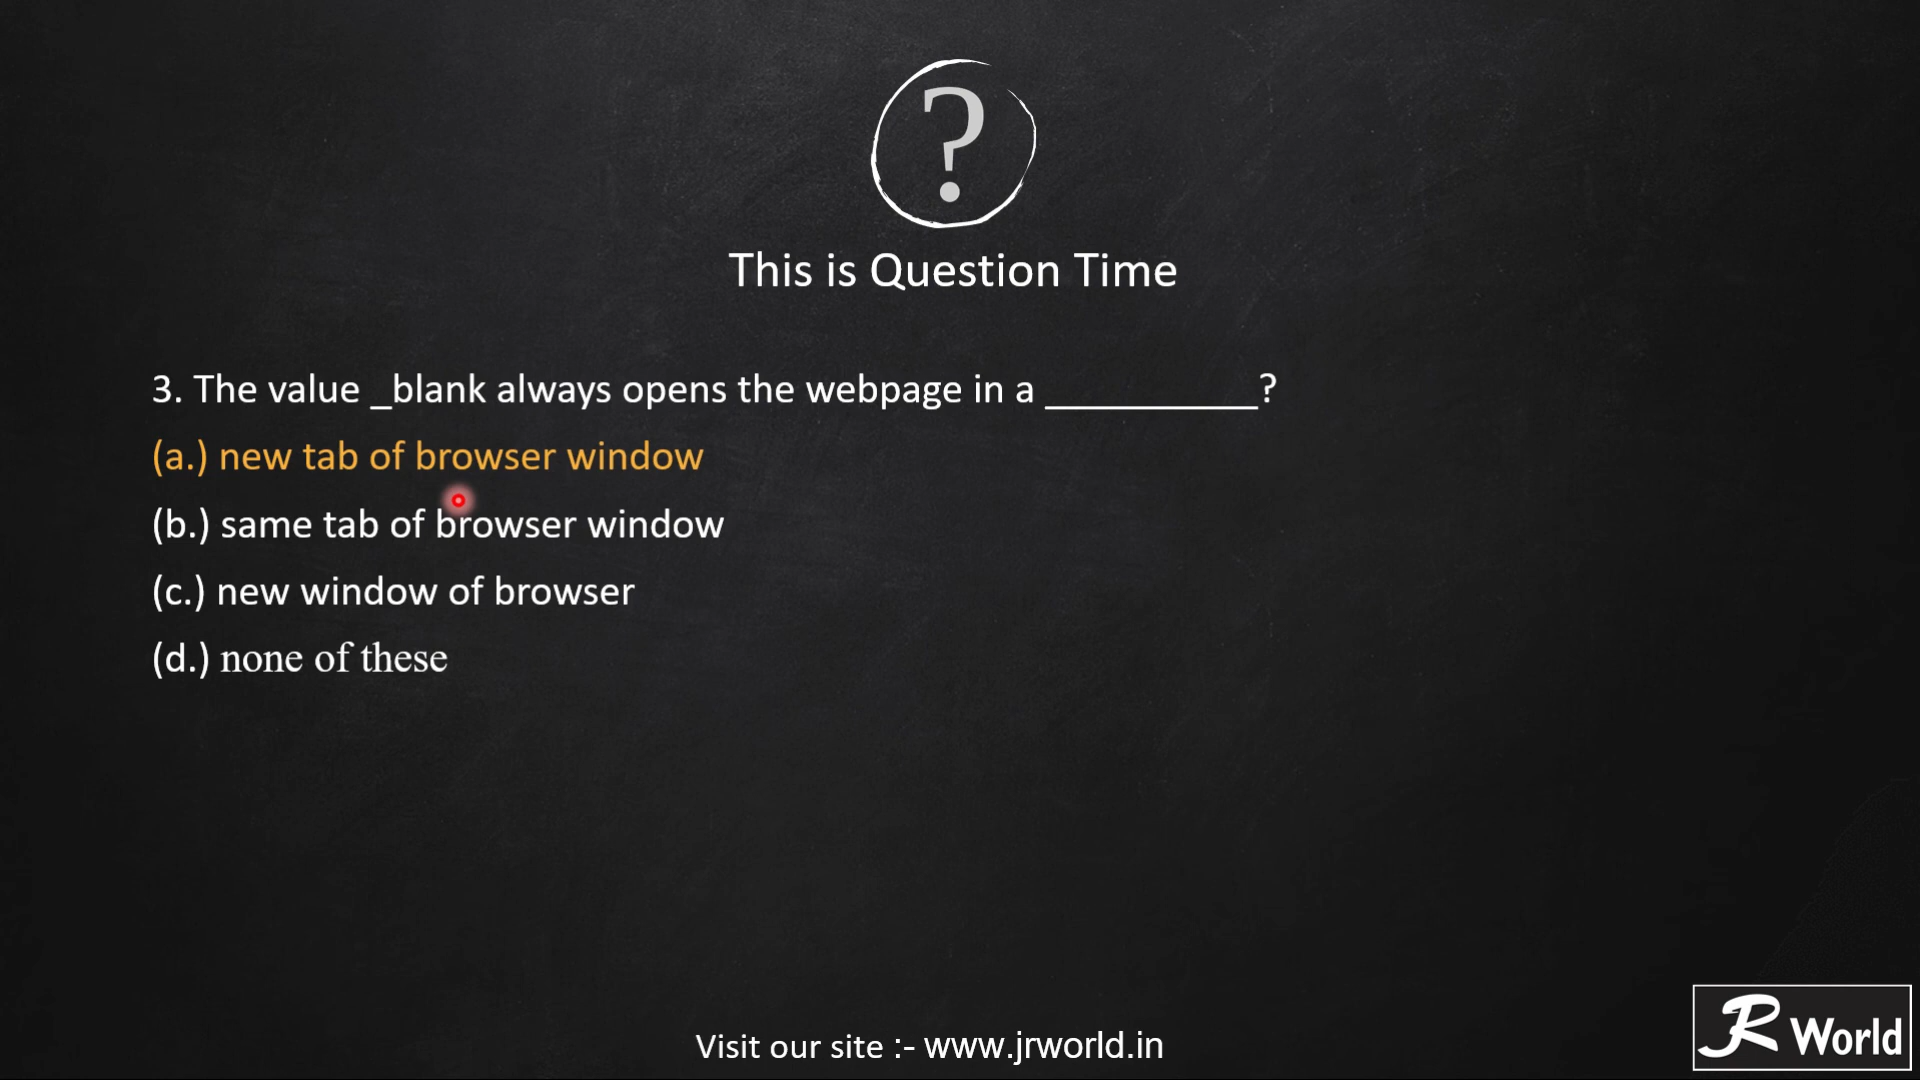 ?
This is Question Time
3. The value _blank always opens the webpage in a __________?
(a.) new tab of browser window
(b.) same tab of browser window
(c.) new window of browser
(d.) none of these
Visit our site :- www.jrworld.in
JR World